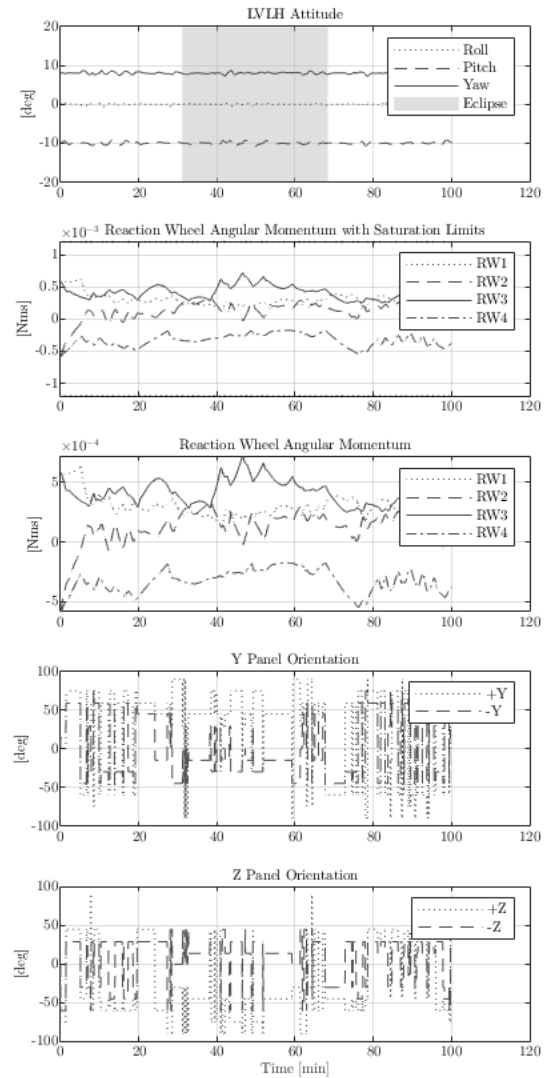 LVLH Attitude
20
10
0
-10
-20
[deg]
Roll
Pitch
Yaw
Eclipse
0
20
40
60
80
100
120
×10⁻³
Reaction Wheel Angular Momentum with Saturation Limits
1
0.5
0
-0.5
-1
[Nms]
RW1
RW2
RW3
RW4
0
20
40
60
80
100
120
×10⁻⁴
Reaction Wheel Angular Momentum
5
0
-5
[Nms]
RW1
RW2
RW3
RW4
0
20
40
60
80
100
120
Y Panel Orientation
100
50
0
-50
-100
[deg]
+Y
-Y
0
20
40
60
80
100
120
Z Panel Orientation
100
50
0
-50
-100
[deg]
+Z
-Z
0
20
40
60
80
100
120
Time [min]